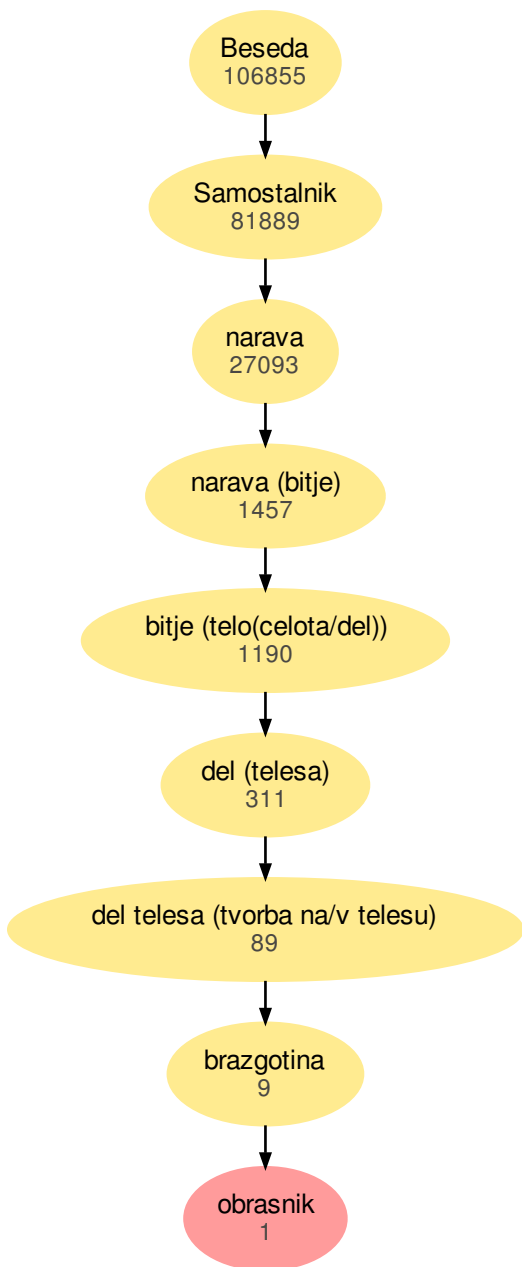 Beseda
106855
Samostalnik
81889
narava
27093
narava (bitje)
1457
bitje (telo(celota/del))
1190
del (telesa)
311
del telesa (tvorba na/v telesu)
89
brazgotina
9
obrasnik
1